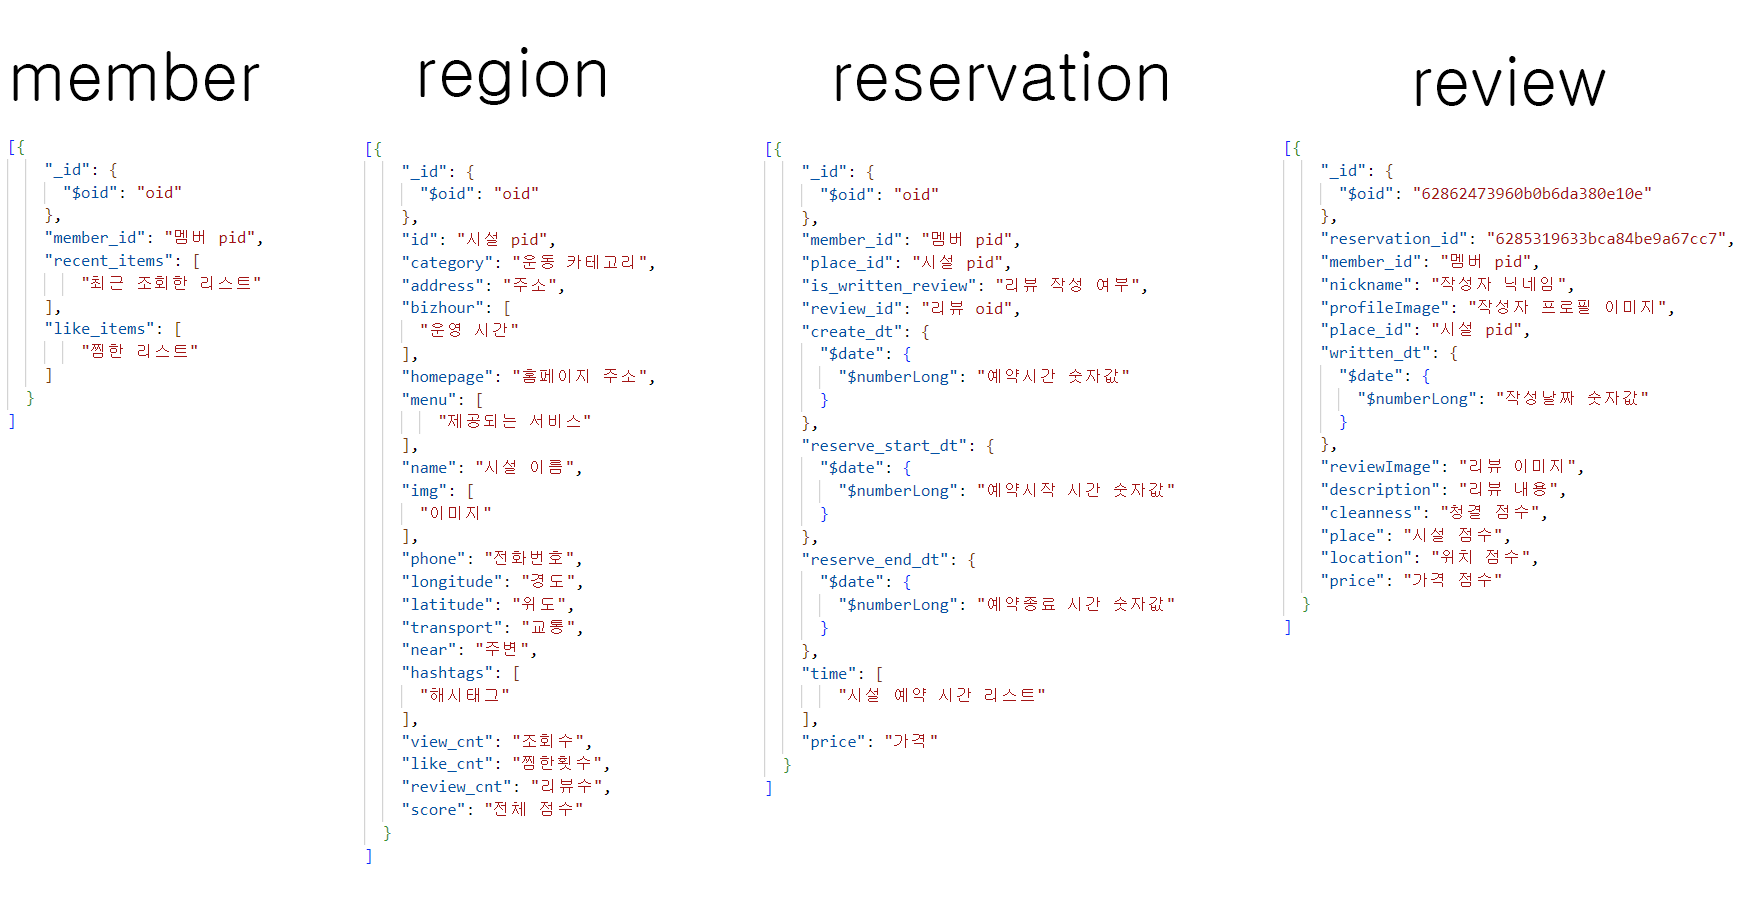 member
[{
"_id": {
"$oid": "oid"
},
"member_id": "멤버 pid",
"recent_items": [
"최근 조회한 리스트"
],
"like_items": [
"찜한 리스트"
]
}
]
region
[{
"_id": {
"$oid": "oid"
},
"id": "시설 pid",
"category": "운동 카테고리",
"address": "주소",
"bizhour": [
"운영 시간"
],
"homepage": "홈페이지 주소",
"menu": [
"제공되는 서비스"
],
"name": "시설 이름",
"img": [
"이미지"
],
"phone": "전화번호",
"longitude": "경도",
"latitude": "위도",
"transport": "교통",
"near": "주변",
"hashtags": [
"해시태그"
],
"view_cnt": "조회수",
"like_cnt": "찜한횟수",
"review_cnt": "리뷰수",
"score": "전체 점수"
}
]
reservation
[{
"_id": {
"$oid": "oid"
},
"member_id": "멤버 pid",
"place_id": "시설 pid",
"is_written_review": "리뷰 작성 여부",
"review_id": "리뷰 oid",
"create_dt": {
"$date": {
"$numberLong": "예약시간 숫자값"
}
},
"reserve_start_dt": {
"$date": {
"$numberLong": "예약시작 시간 숫자값"
}
},
"reserve_end_dt": {
"$date": {
"$numberLong": "예약종료 시간 숫자값"
}
},
"time": [
"시설 예약 시간 리스트"
],
"price": "가격"
}
]
review
[{
"_id": {
"$oid": "62862473960b0b6da380e10e"
},
"reservation_id": "6285319633bca84be9a67cc7",
"member_id": "멤버 pid",
"nickname": "작성자 닉네임",
"profileImage": "작성자 프로필 이미지",
"place_id": "시설 pid",
"written_dt": {
"$date": {
"$numberLong": "작성날짜 숫자값"
}
},
"reviewImage": "리뷰 이미지",
"description": "리뷰 내용",
"cleanness": "청결 점수",
"place": "시설 점수",
"location": "위치 점수",
"price": "가격 점수"
}
]